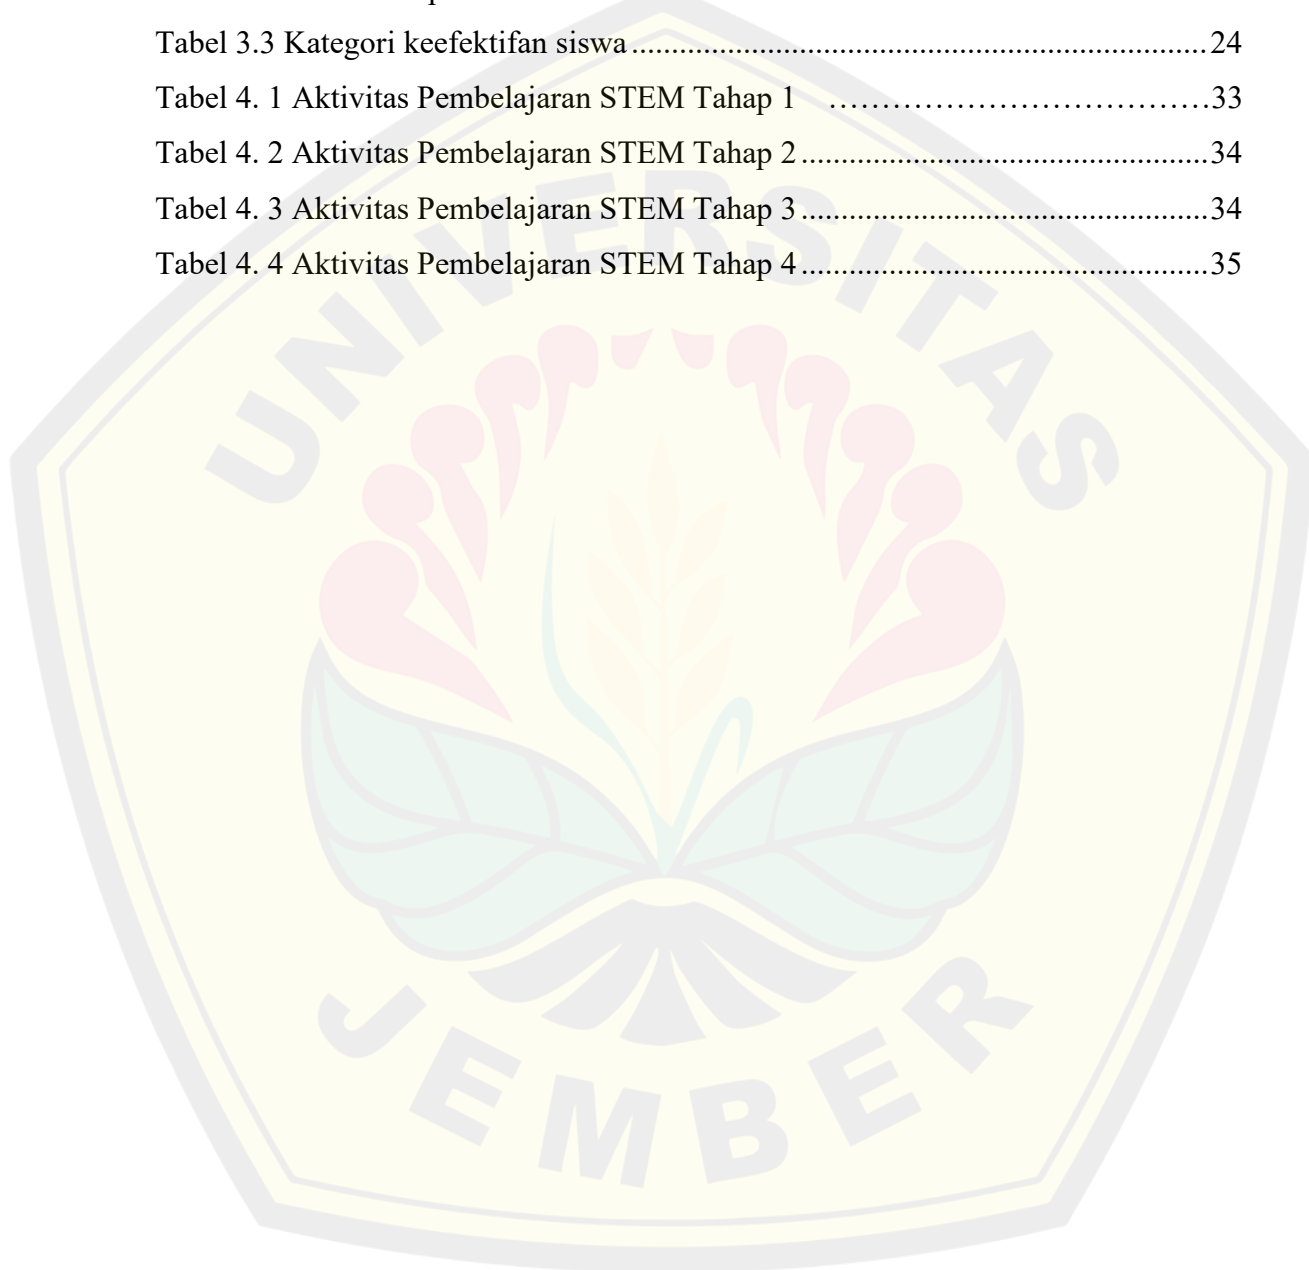 Tabel 3.3 Kategori keefektifan siswa........................................................................24
Tabel 4. 1 Aktivitas Pembelajaran STEM Tahap 1 ……………………………….33
Tabel 4. 2 Aktivitas Pembelajaran STEM Tahap 2...................................................34
Tabel 4. 3 Aktivitas Pembelajaran STEM Tahap 3...................................................34
Tabel 4. 4 Aktivitas Pembelajaran STEM Tahap 4...................................................35
UNIVERSITAS
JEMBER